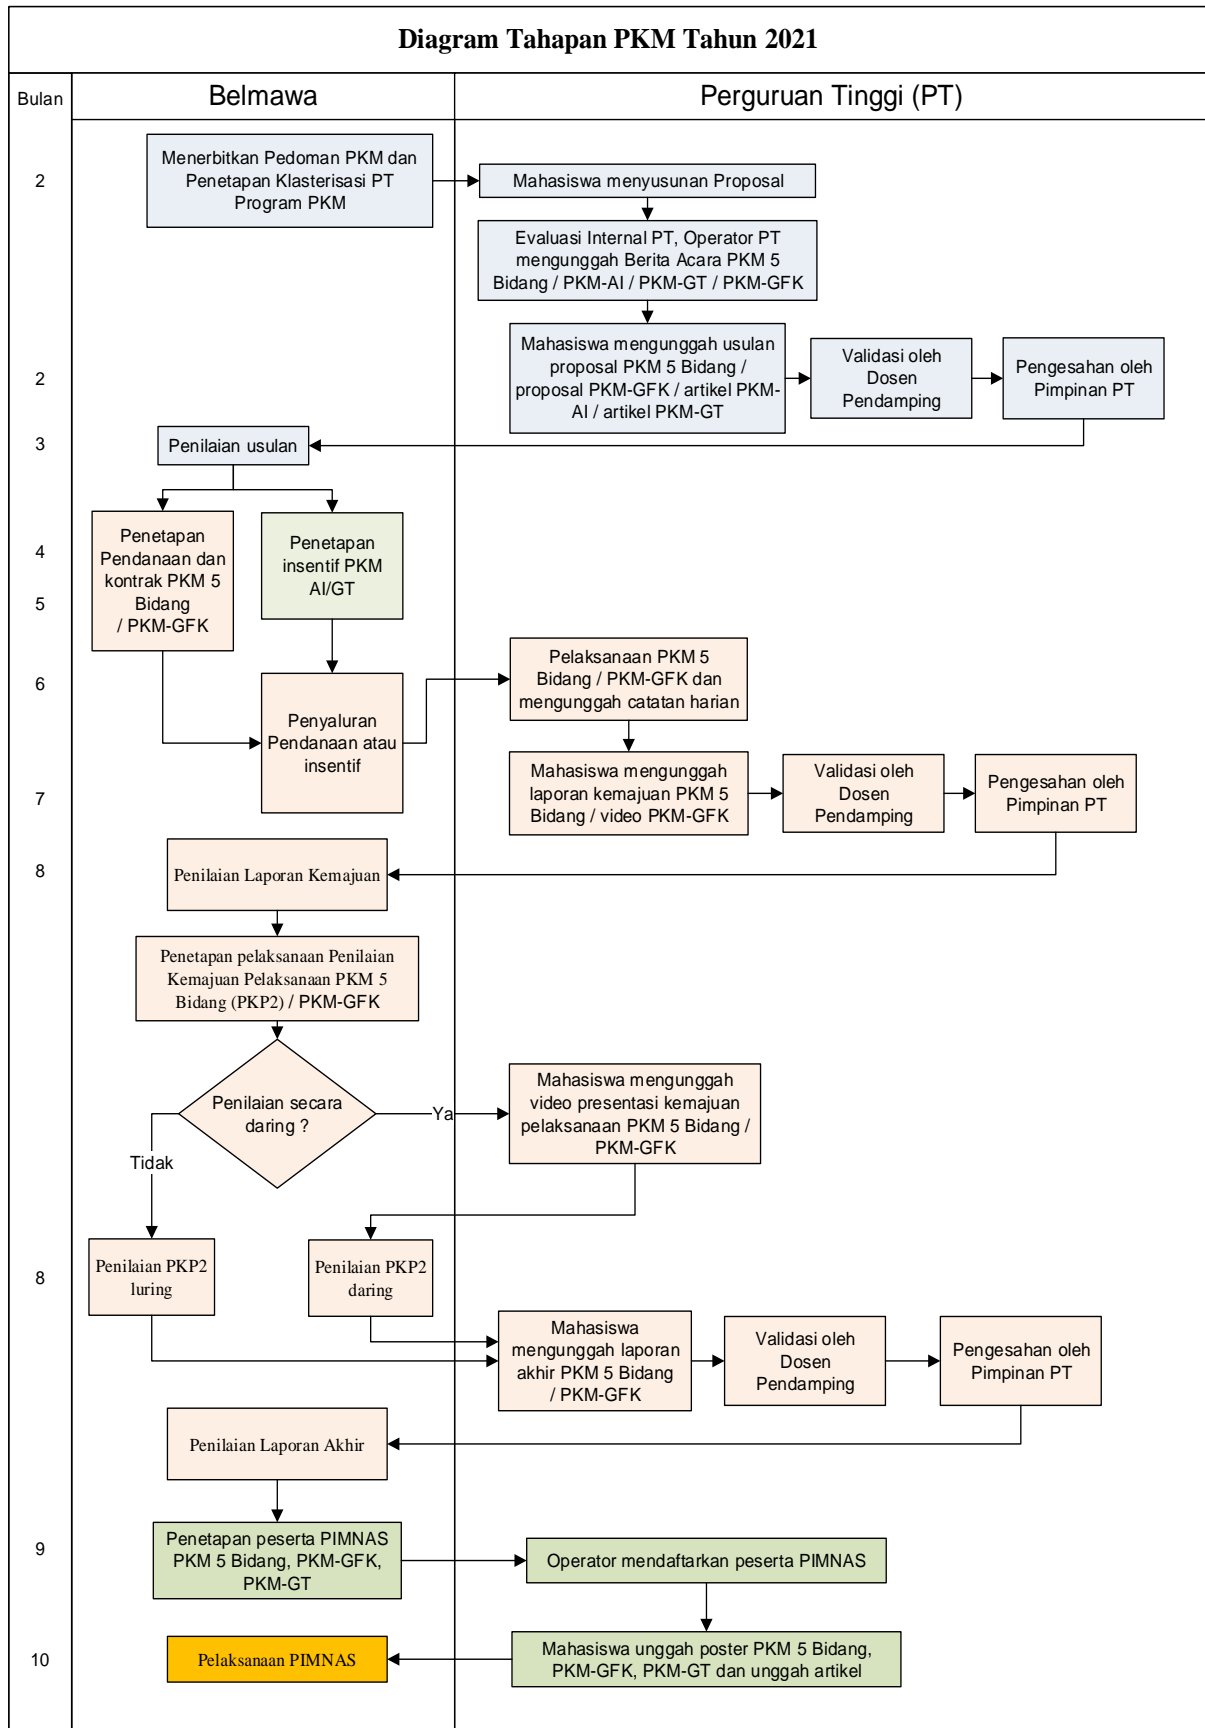 Diagram Tahapan PKM Tahun 2021
Bulan
Belmawa
Perguruan Tinggi (PT)
2
Menerbitkan Pedoman PKM dan
Penetapan Klasterisasi PT
Program PKM
Mahasiswa menyusunan Proposal
Evaluasi Internal PT, Operator PT
mengunggah Berita Acara PKM 5
Bidang / PKM-AI / PKM-GT / PKM-GFK
2
Mahasiswa mengunggah usulan
proposal PKM 5 Bidang /
proposal PKM-GFK / artikel PKM-
AI / artikel PKM-GT
Validasi oleh
Dosen
Pendamping
Pengesahan oleh
Pimpinan PT
3
Penilaian usulan
4
5
Penetapan
Pendanaan dan
kontrak PKM 5
Bidang
/ PKM-GFK
Penetapan
insentif PKM
AI/GT
6
Penyaluran
Pendanaan atau
insentif
Pelaksanaan PKM 5
Bidang / PKM-GFK dan
mengunggah catatan harian
7
Mahasiswa mengunggah
laporan kemajuan PKM 5
Bidang / video PKM-GFK
Validasi oleh
Dosen
Pendamping
Pengesahan oleh
Pimpinan PT
8
Penilaian Laporan Kemajuan
Penetapan pelaksanaan Penilaian
Kemajuan Pelaksanaan PKM 5
Bidang (PKP2) / PKM-GFK
Penilaian secara
daring ?
Ya
Tidak
Mahasiswa mengunggah
video presentasi kemajuan
pelaksanaan PKM 5 Bidang /
PKM-GFK
8
Penilaian PKP2
luring
Penilaian PKP2
daring
Mahasiswa
mengunggah laporan
akhir PKM 5 Bidang
/ PKM-GFK
Validasi oleh
Dosen
Pendamping
Pengesahan oleh
Pimpinan PT
Penilaian Laporan Akhir
9
Penetapan peserta PIMNAS
PKM 5 Bidang, PKM-GFK,
PKM-GT
Operator mendaftarkan peserta PIMNAS
10
Pelaksanaan PIMNAS
Mahasiswa unggah poster PKM 5 Bidang,
PKM-GFK, PKM-GT dan unggah artikel